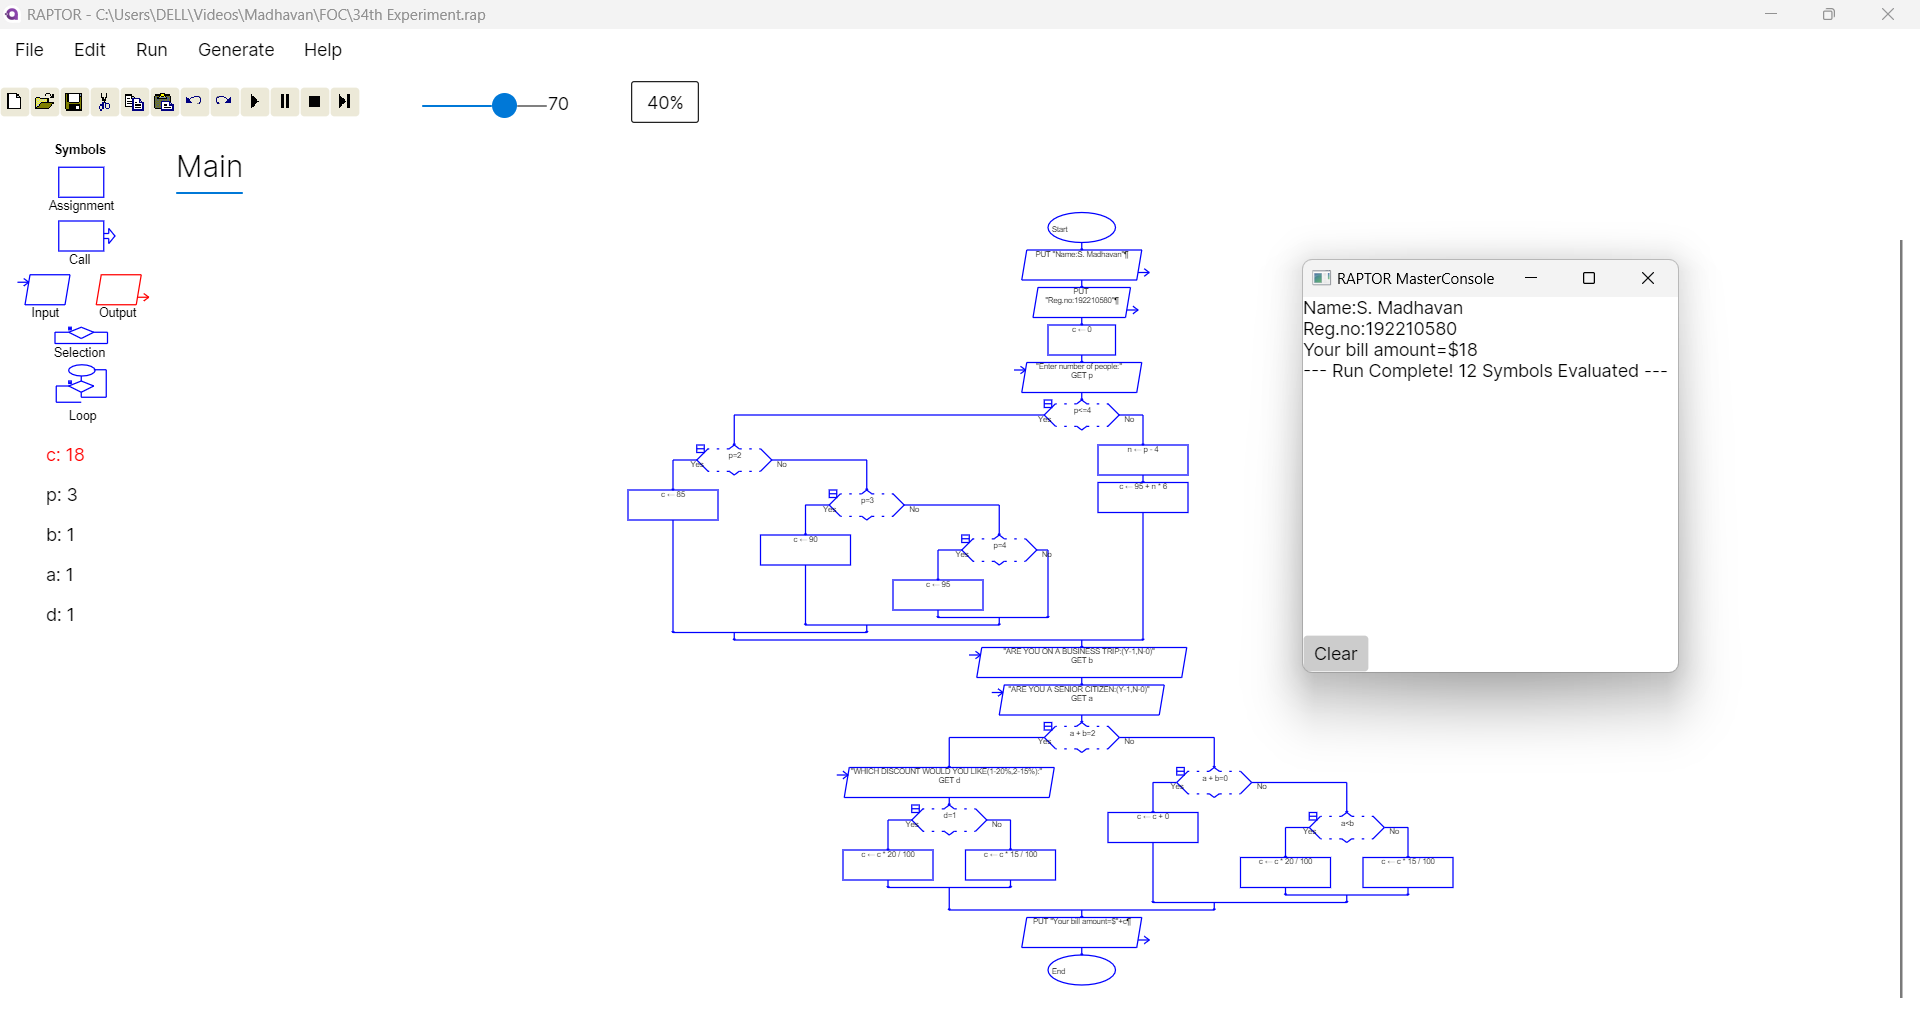 RAPTOR - C:\Users\DELL\Videos\Madhavan\FOC\34th Experiment.rap
File Edit Run Generate Help
70
40%
Symbols
Assignment
Call
Input Output
Selection
Loop
c: 18
p: 3
b: 1
a: 1
d: 1
Main
Start
PUT "Name:S. Madhavan"¶
PUT
"Reg.no:192210580"¶
c ← 0
"Enter number of people:"
GET p
p<=4
Yes No
p=2
Yes No
c ← 85
p=3
Yes No
c ← 90
p=4
Yes No
c ← 95
n ← p - 4
c ← 95 + n * 6
"ARE YOU ON A BUSINESS TRIP:(Y-1,N-0)"
GET b
"ARE YOU A SENIOR CITIZEN:(Y-1,N-0)"
GET a
a + b=2
Yes No
"WHICH DISCOUNT WOULD YOU LIKE(1-20%,2-15%):"
GET d
d=1
Yes No
c ← c * 20 / 100
c ← c * 15 / 100
a + b=0
Yes No
c ← c + 0
a<b
Yes No
c ← c * 20 / 100
c ← c * 15 / 100
PUT "Your bill amount=$"+c¶
End
RAPTOR MasterConsole
Name:S. Madhavan
Reg.no:192210580
Your bill amount=$18
--- Run Complete! 12 Symbols Evaluated ---
Clear